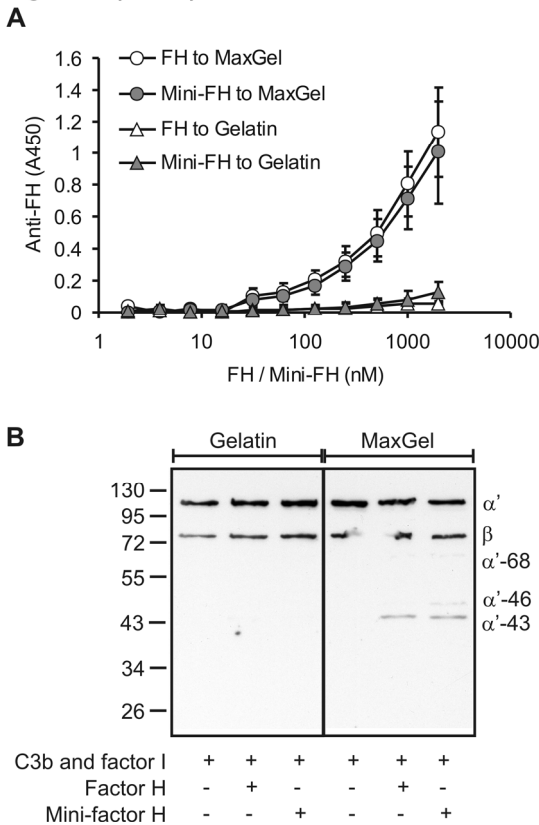 A
1.6
1.4
1.2
1
0.8
0.6
0.4
0.2
0
Anti-FH (A450)
FH to MaxGel
Mini-FH to MaxGel
FH to Gelatin
Mini-FH to Gelatin
1 10 100 1000 10000
FH / Mini-FH (nM)
B
Gelatin MaxGel
130
95
72
55
43
34
26
α'
β
α'-68
α'-46
α'-43
C3b and factor I + + + + + +
Factor H - + - - + -
Mini-factor H - - + - - +